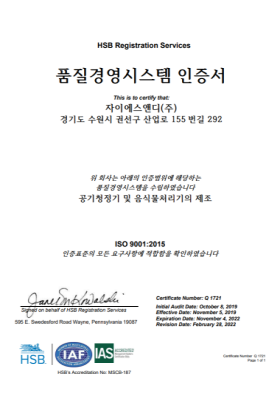 HSB Registration Services
품질경영시스템 인증서
This is to certify that:
자이에스앤디(주)
경기도 수원시 권선구 산업로 155 번길 292
위 회사는 아래의 인증범위에 해당하는
품질경영시스템을 수립하였습니다
공기청정기 및 음식물처리기의 제조
ISO 9001:2015
인증표준의 모든 요구사항에 적합함을 확인하였습니다
Signed on behalf of HSB Registration Services
595 E. Swedesford Road Wayne, Pennsylvania 19087
Certificate Number: Q 1721
Initial Audit Date: October 8, 2019
Effective Date: November 5, 2019
Expiration Date: November 4, 2022
Revision Date: February 28, 2022
HSB
IAF
IAS
HSB's Accreditation No: MSCB-187
Certificate Number: Q 1721
Page 1 of 1